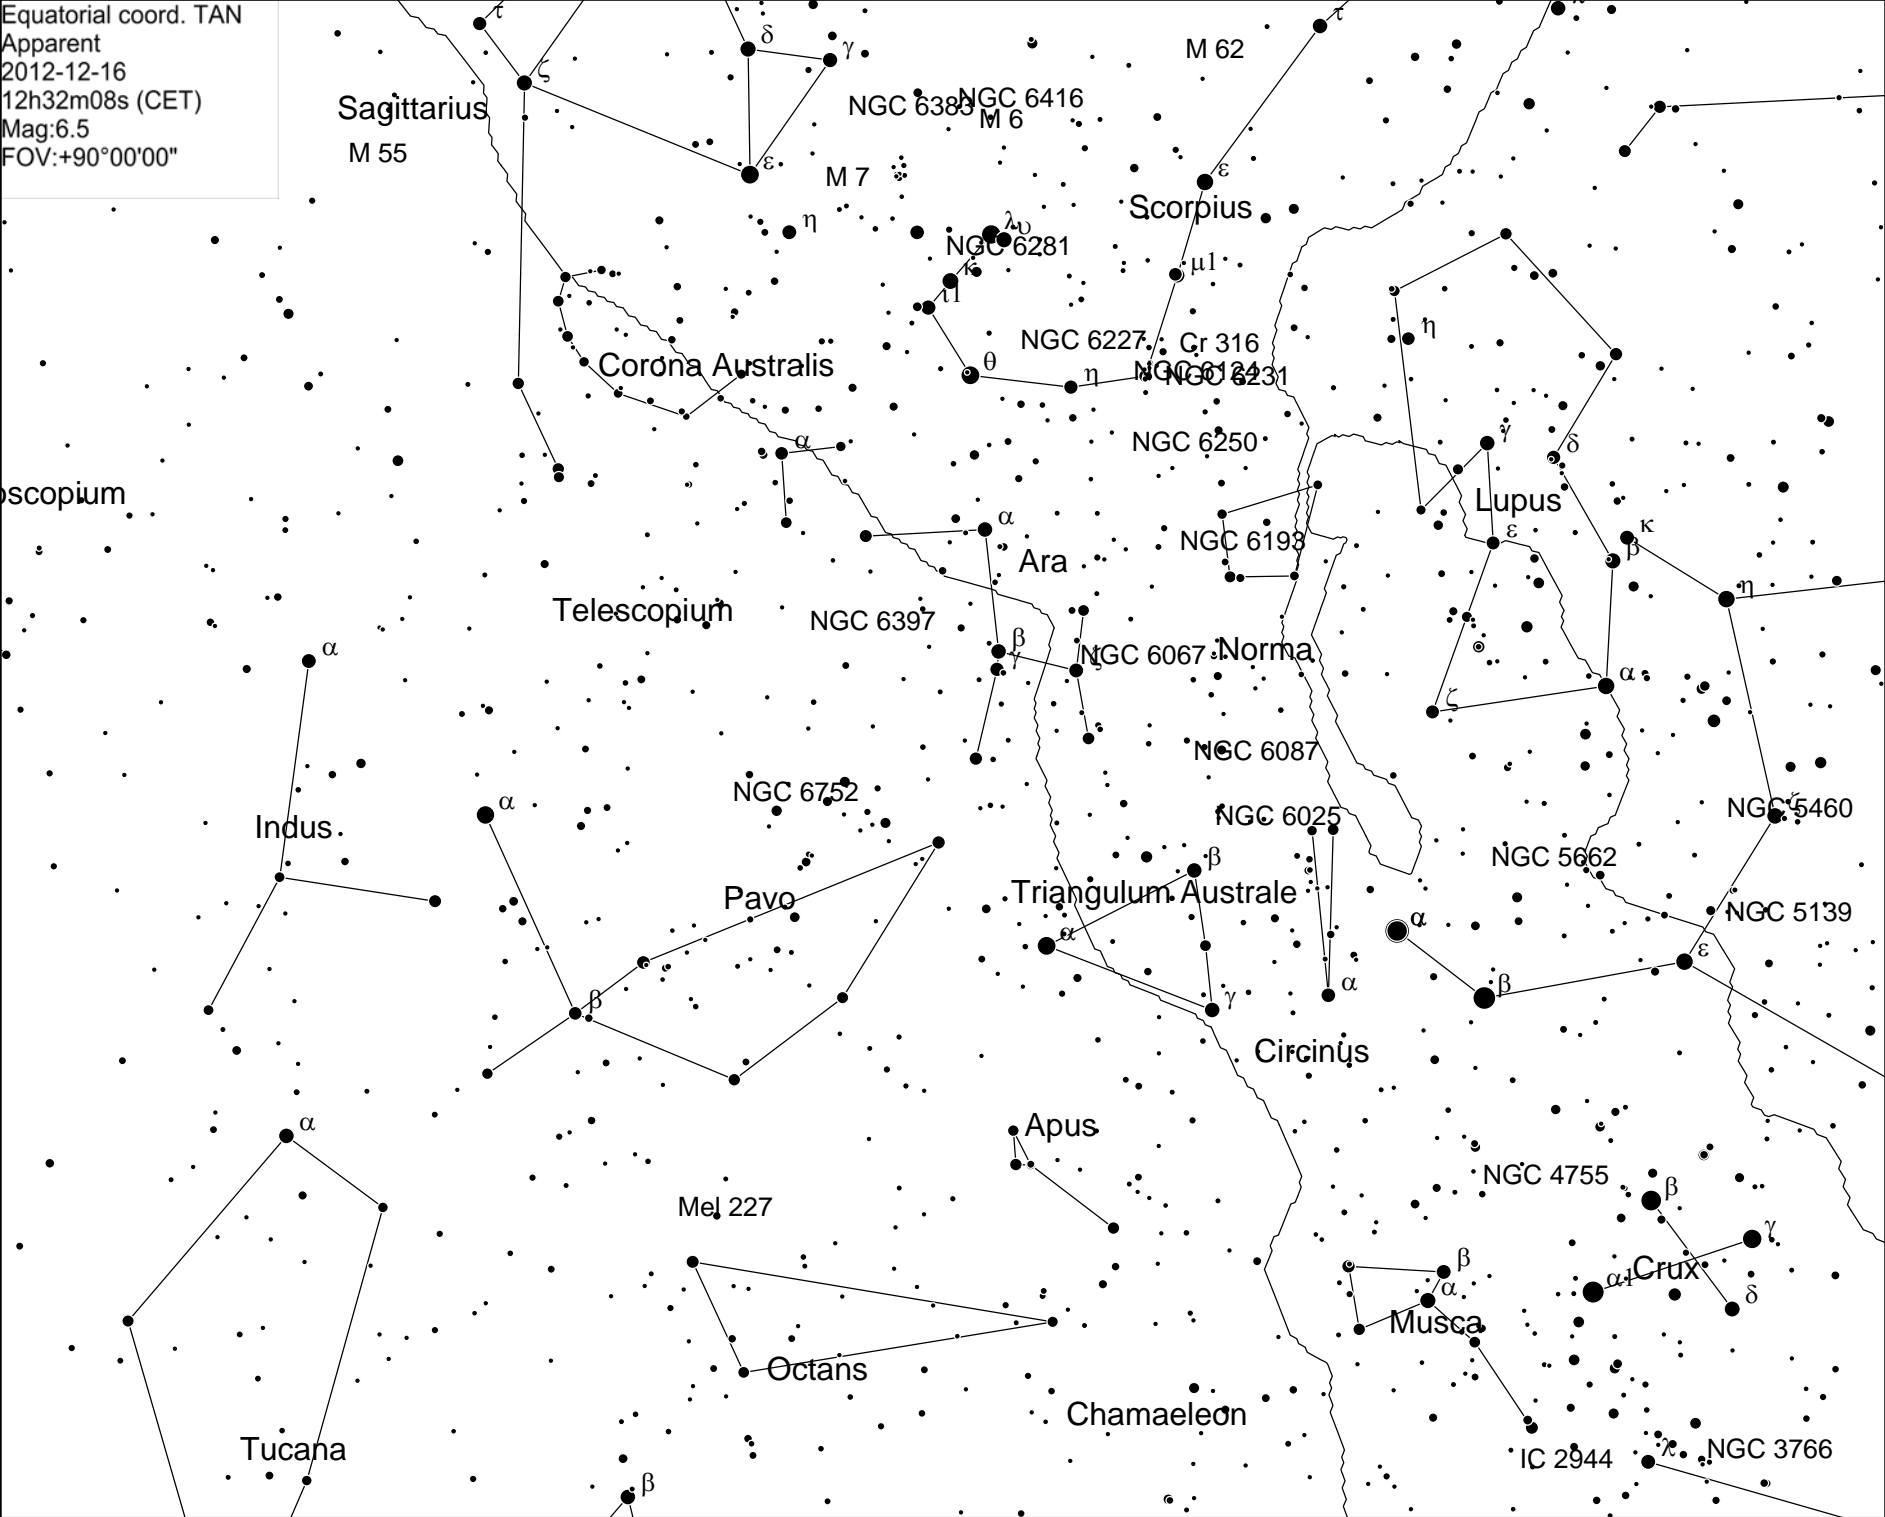 Equatorial coord. TAN
Apparent
2012-12-16
12h32m08s (CET)
Mag:6.5
FOV:+90°00'00"
τ
δ
γ
τ
M 62
ζ
Sagittarius
NGC 6383
NGC 6416
M 6
M 55
ε
M 7
ε
Scorpius
η
λ
υ
NGC 6281
κ
μ1
ι1
η
NGC 6227
Cr 316
Corona Australis
θ
η
NGC 6124
NGC 6231
α
NGC 6250
γ
δ
oscopium
Lupus
α
κ
ε
NGC 6193
β
Ara
η
Telescopium
NGC 6397
α
β
γ
ζ
NGC 6067
Norma
α
ζ
NGC 6087
NGC 6752
α
ζ
NGC 5460
Indus
NGC 6025
β
NGC 5662
Pavo
Triangulum Australe
α
NGC 5139
α
ε
β
γ
α
β
Circinus
α
Apus
NGC 4755
Mel 227
β
γ
β
Crux
α1
α
δ
Musca
Octans
Chamaeleon
Tucana
λ
NGC 3766
IC 2944
β